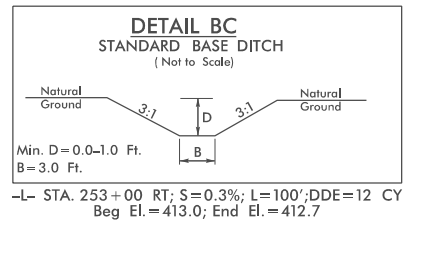 DETAIL BC
STANDARD BASE DITCH
( Not to Scale)
Natural
Ground
3:1
D
3:1
Natural
Ground
B
Min. D=0.0-1.0 Ft.
B=3.0 Ft.
-L- STA. 253+00 RT; S=0.3%; L=100';DDE=12 CY
Beg El.=413.0; End El.=412.7